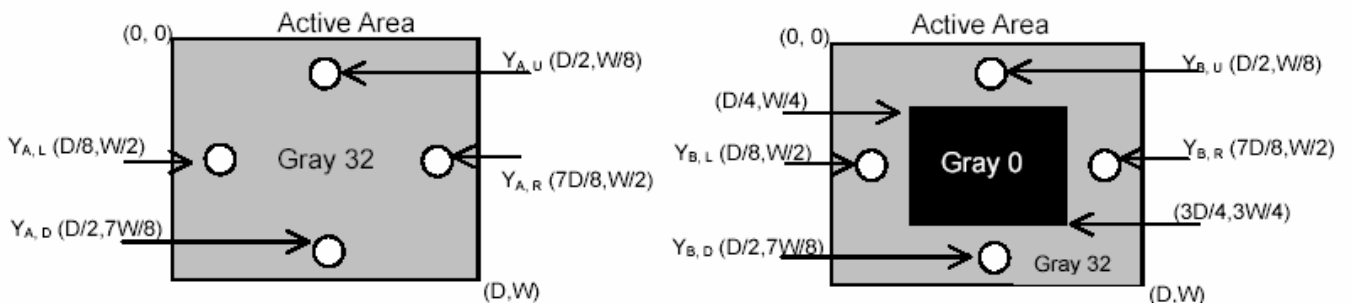 Active Area
(0, 0)
YA, U (D/2,W/8)
YA, L (D/8,W/2)
Gray 32
YA, R (7D/8,W/2)
YA, D (D/2,7W/8)
(D,W)
Active Area
(0, 0)
YB, U (D/2,W/8)
(D/4,W/4)
YB, L (D/8,W/2)
Gray 0
YB, R (7D/8,W/2)
(3D/4,3W/4)
YB, D (D/2,7W/8)
Gray 32
(D,W)